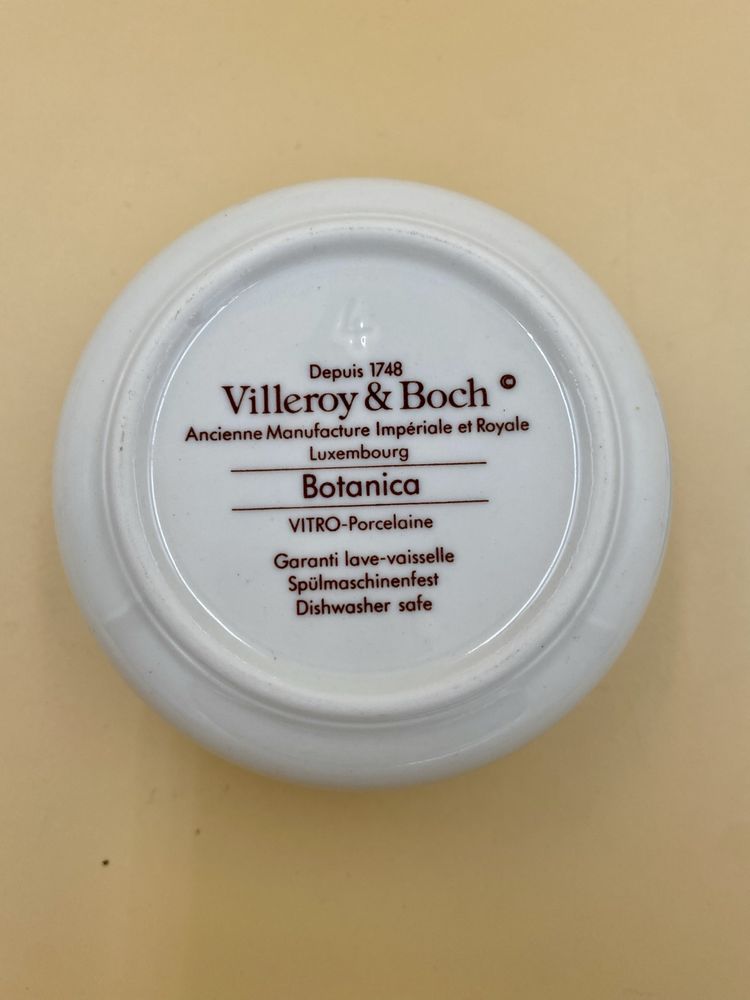 4
Depuis 1748
Villeroy & Boch ©
Ancienne Manufacture Impériale et Royale
Luxembourg
Botanica
VITRO-Porcelaine
Garanti lave-vaisselle
Spülmaschinenfest
Dishwasher safe